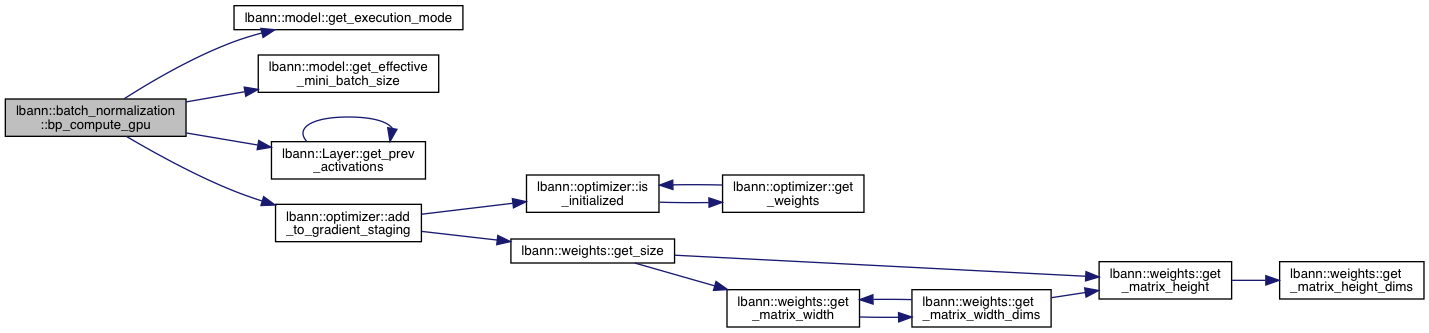 lbann::model::get_execution_mode
lbann::model::get_effective
_mini_batch_size
lbann::batch_normalization
::bp_compute_gpu
lbann::Layer::get_prev
_activations
lbann::optimizer::add
_to_gradient_staging
lbann::optimizer::is
_initialized
lbann::optimizer::get
_weights
lbann::weights::get_size
lbann::weights::get
_matrix_width
lbann::weights::get
_matrix_width_dims
lbann::weights::get
_matrix_height
lbann::weights::get
_matrix_height_dims